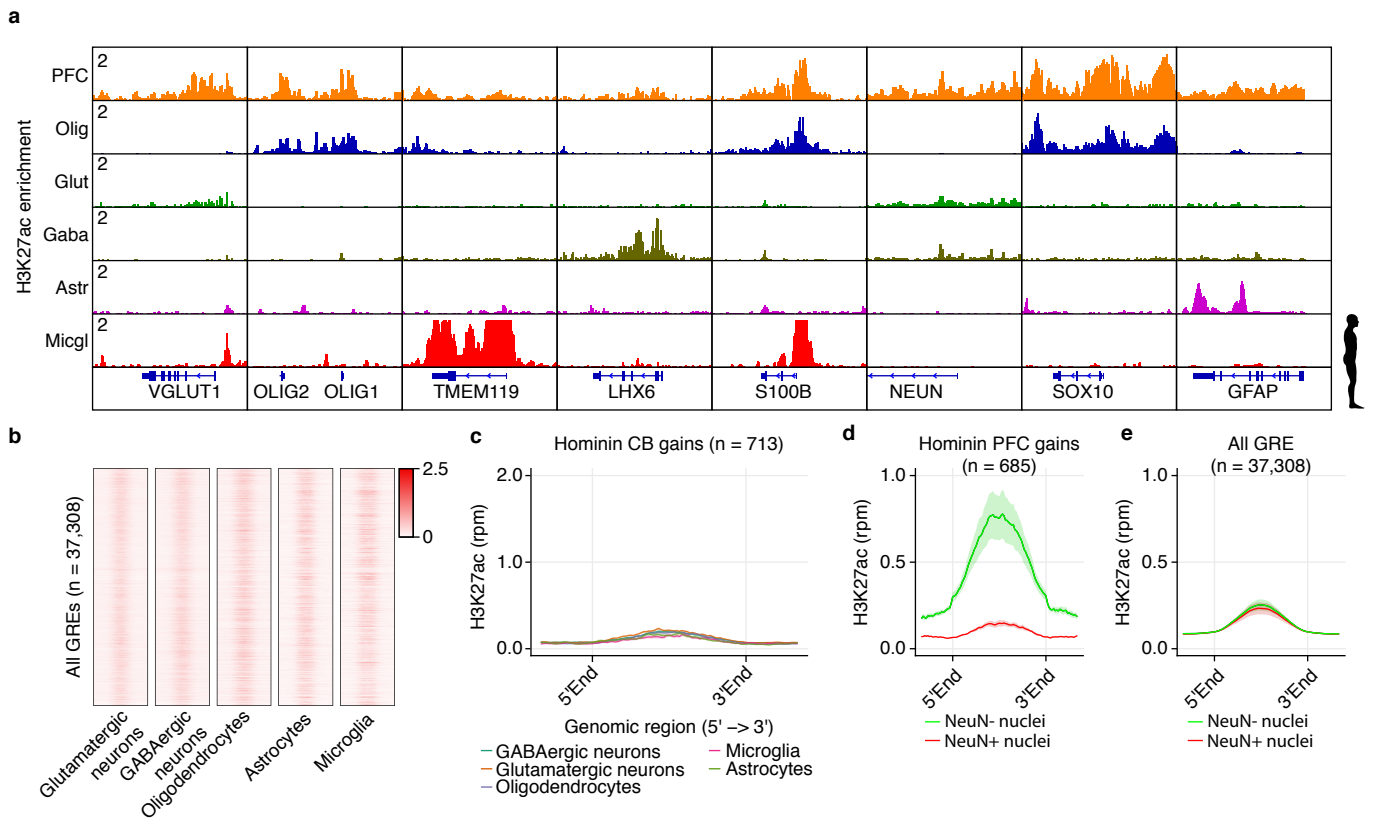 a
H3K27ac enrichment
PFC
2
Olig
2
Glut
2
Gaba
2
Astr
2
Micgl
2
VGLUT1
OLIG2
OLIG1
TMEM119
LHX6
S100B
NEUN
SOX10
GFAP
b
All GREs (n = 37,308)
2.5
0
Glutamatergic
neurons
GABAergic
neurons
Oligodendrocytes
Astrocytes
Microglia
c
Hominin CB gains (n = 713)
H3K27ac (rpm)
2.0
1.0
0.0
5'End
3'End
Genomic region (5' –> 3')
GABAergic neurons
Glutamatergic neurons
Oligodendrocytes
Microglia
Astrocytes
d
Hominin PFC gains
(n = 685)
H3K27ac (rpm)
1.0
0.5
0.0
5'End
3'End
NeuN- nuclei
NeuN+ nuclei
e
All GRE
(n = 37,308)
H3K27ac (rpm)
1.0
0.5
0.0
5'End
3'End
NeuN- nuclei
NeuN+ nuclei